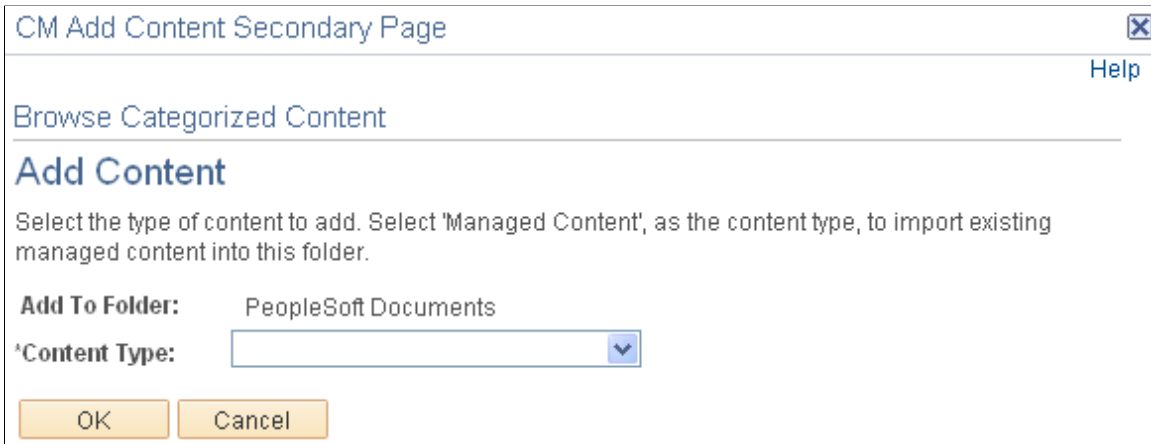 CM Add Content Secondary Page
Help
Browse Categorized Content
Add Content
Select the type of content to add. Select 'Managed Content', as the content type, to import existing
managed content into this folder.
Add To Folder: PeopleSoft Documents
*Content Type:
OK Cancel